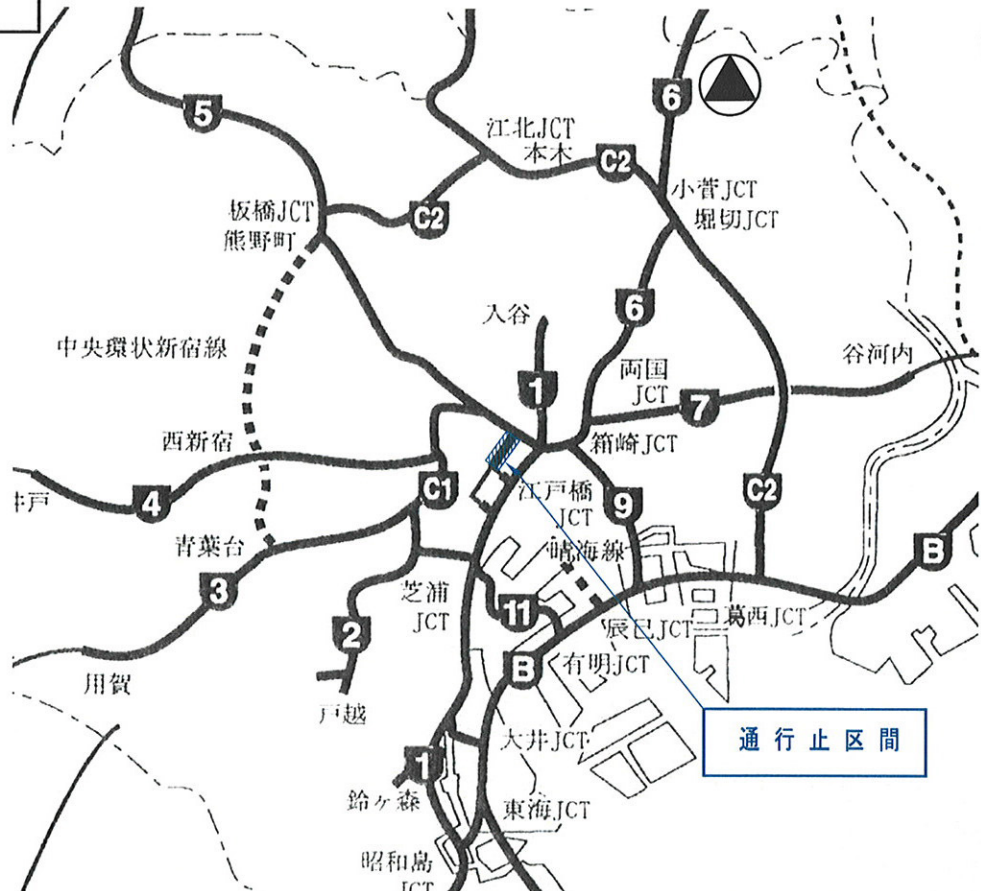 6
5
江北JCT
本木
C2
小菅JCT
堀切JCT
板橋JCT
C2
熊野町
6
入谷
中央環状新宿線
両国
JCT
谷河内
1
7
西新宿
箱崎JCT
C1
江戸橋
JCT
9
C2
井戸
4
青葉台
晴海線
B
3
芝浦
JCT
11
葛西JCT
辰巳JCT
2
有明JCT
B
用賀
戸越
通行止区間
大井JCT
1
鈴ヶ森
東海JCT
昭和島
JCT